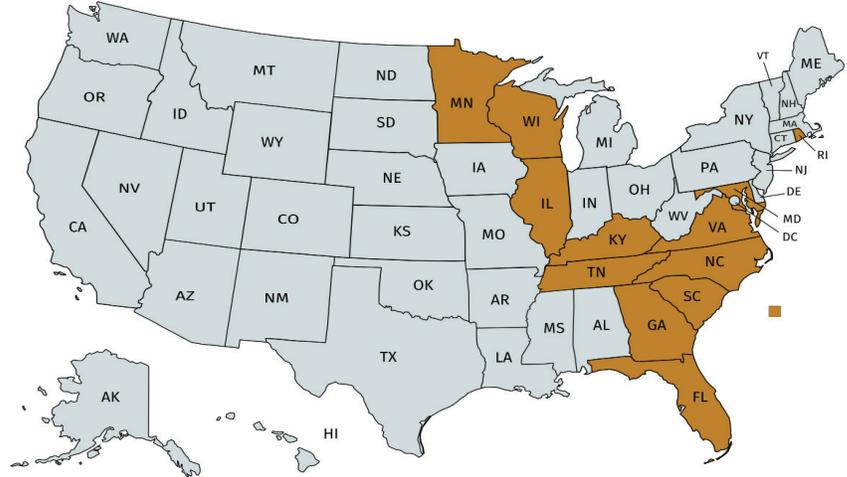 WA
OR
CA
NV
ID
MT
WY
UT
AZ
CO
NM
ND
SD
NE
KS
OK
TX
MN
IA
MO
AR
LA
WI
IL
MI
IN
OH
KY
TN
MS
AL
GA
FL
SC
NC
VA
WV
PA
NY
VT
NH
ME
MA
CT
RI
NJ
DE
MD
DC
AK
HI